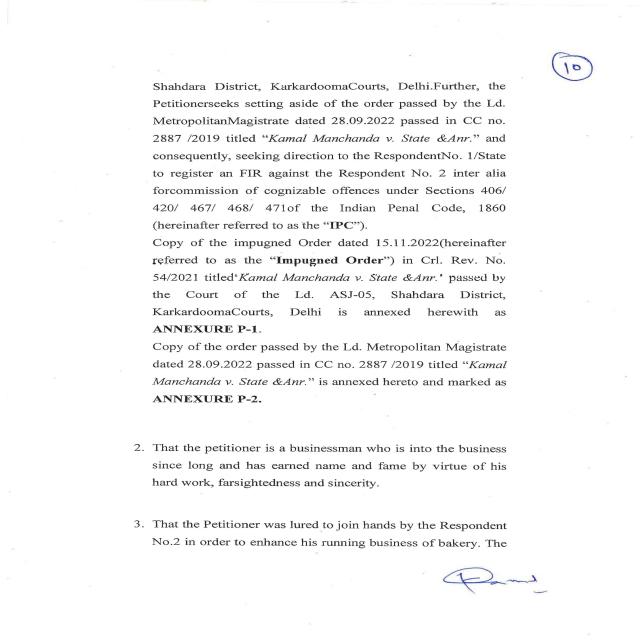 10
Shahdara District, KarkardoomaCourts, Delhi.Further, the
Petitionerseeks setting aside of the order passed by the Ld.
MetropolitanMagistrate dated 28.09.2022 passed in CC no.
2887 /2019 titled “Kamal Manchanda v. State &Anr.” and
consequently, seeking direction to the RespondentNo. 1/State
to register an FIR against the Respondent No. 2 inter alia
forcommission of cognizable offences under Sections 406/
420/ 467/ 468/ 471of the Indian Penal Code, 1860
(hereinafter referred to as the “IPC”).
Copy of the impugned Order dated 15.11.2022(hereinafter
referred to as the “Impugned Order”) in Crl. Rev. No.
54/2021 titled‘Kamal Manchanda v. State &Anr.’ passed by
the Court of the Ld. ASJ-05, Shahdara District,
KarkardoomaCourts, Delhi is annexed herewith as
ANNEXURE P-1.
Copy of the order passed by the Ld. Metropolitan Magistrate
dated 28.09.2022 passed in CC no. 2887 /2019 titled “Kamal
Manchanda v. State &Anr.” is annexed hereto and marked as
ANNEXURE P-2.
2. That the petitioner is a businessman who is into the business
since long and has earned name and fame by virtue of his
hard work, farsightedness and sincerity.
3. That the Petitioner was lured to join hands by the Respondent
No.2 in order to enhance his running business of bakery. The